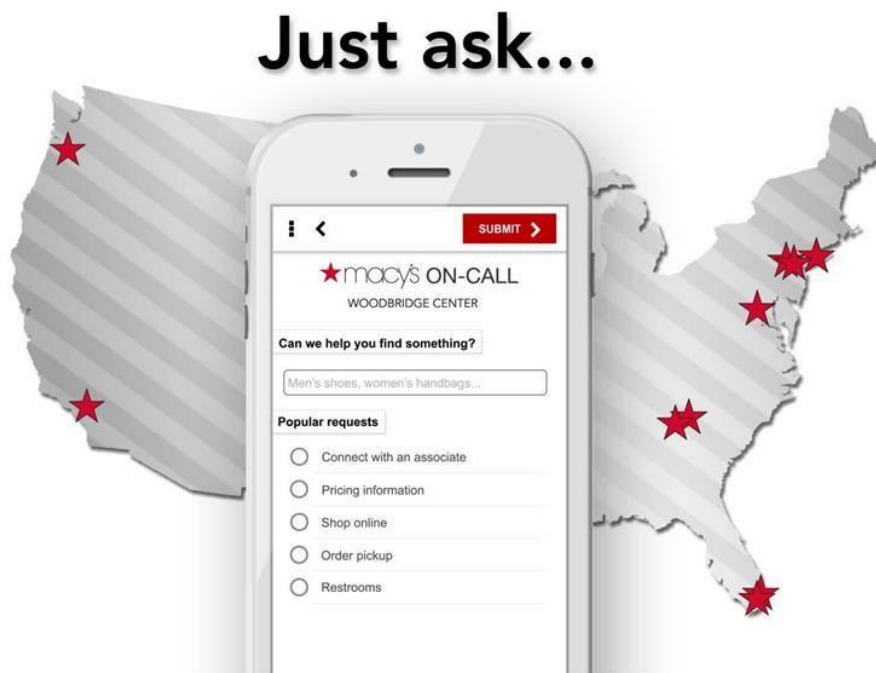 Just ask...
SUBMIT
macy's ON-CALL
WOODBRIDGE CENTER
Can we help you find something?
Men's shoes, women's handbags...
Popular requests
Connect with an associate
Pricing information
Shop online
Order pickup
Restrooms